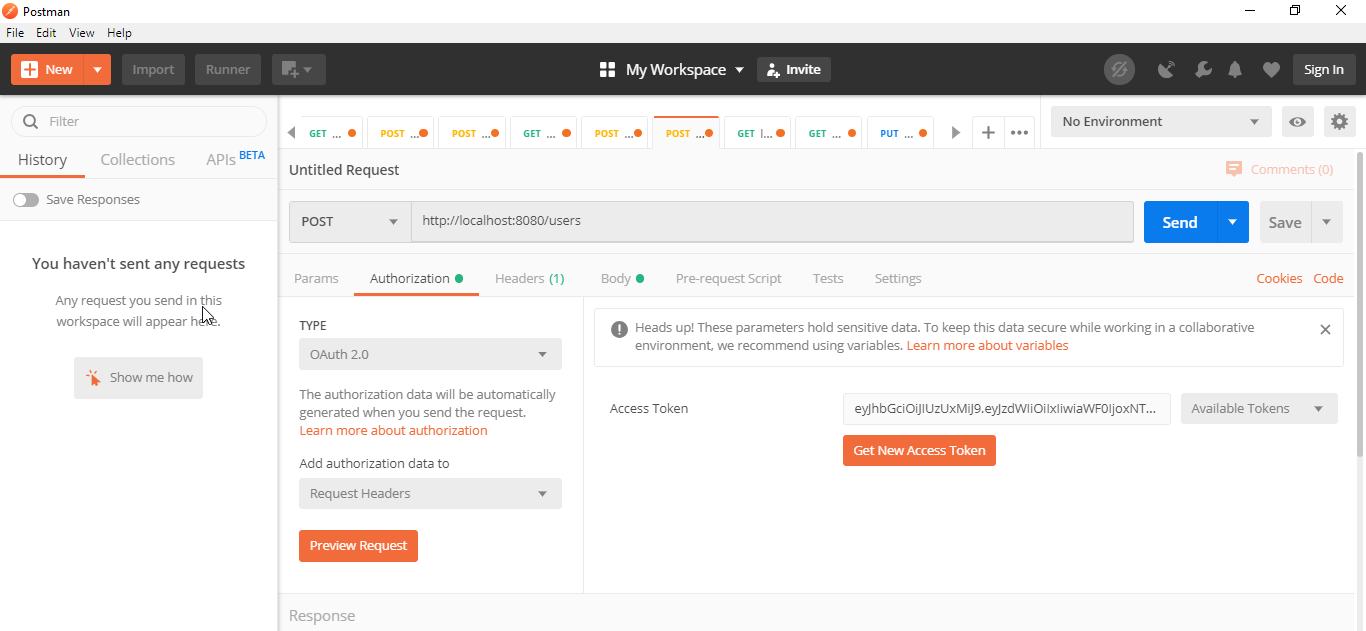 Postman
File Edit View Help
New Import Runner My Workspace Invite Sign In
Filter
History Collections APIs BETA
Save Responses
You haven't sent any requests
Any request you send in this
workspace will appear here.
Show me how
GET ... POST ... POST ... GET ... POST ... POST ... GET l... GET ... PUT ... + •••
No Environment
Untitled Request
Comments (0)
POST http://localhost:8080/users Send Save
Params Authorization Headers (1) Body Pre-request Script Tests Settings Cookies Code
TYPE
OAuth 2.0
The authorization data will be automatically
generated when you send the request.
Learn more about authorization
Add authorization data to
Request Headers
Preview Request
Heads up! These parameters hold sensitive data. To keep this data secure while working in a collaborative
environment, we recommend using variables. Learn more about variables
Access Token eyJhbGciOiJIUzUxMiJ9.eyJzdWIiOiIxIiwiaWF0IjoxNT... Available Tokens
Get New Access Token
Response